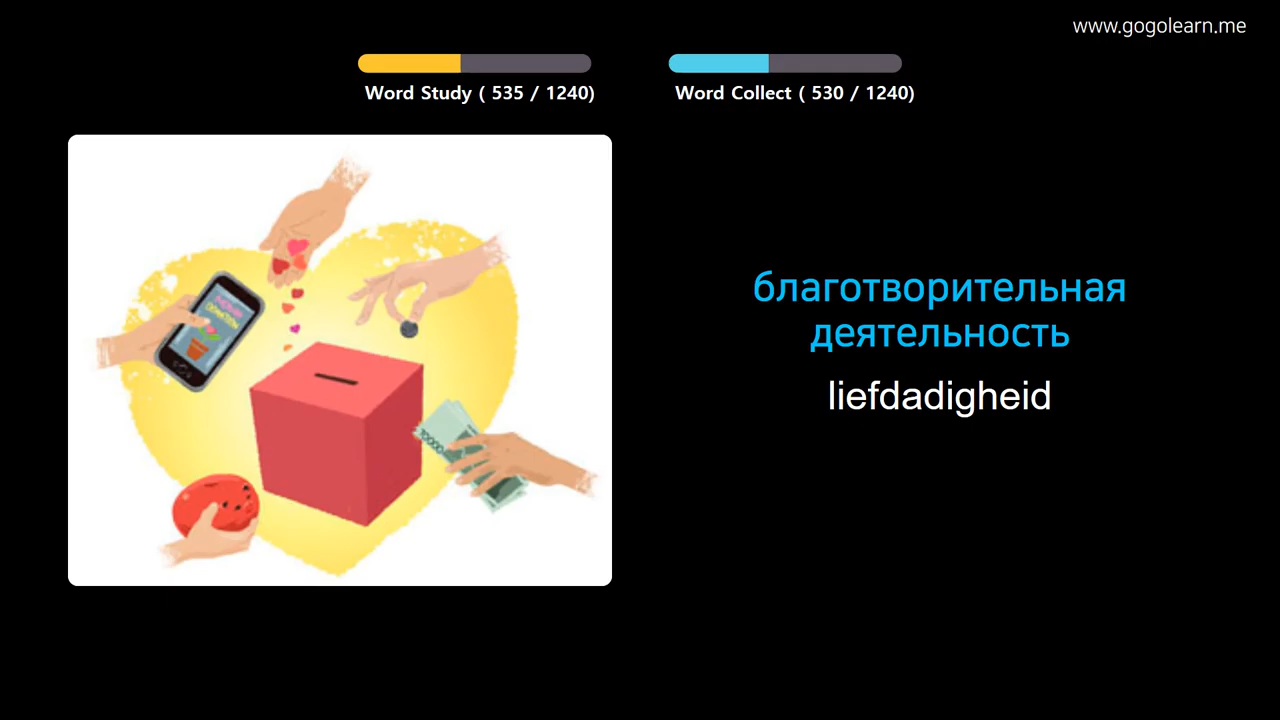 www.gogolearn.me
Word Study ( 535 / 1240)
Word Collect ( 530 / 1240)
благотворительная
деятельность
liefdadigheid